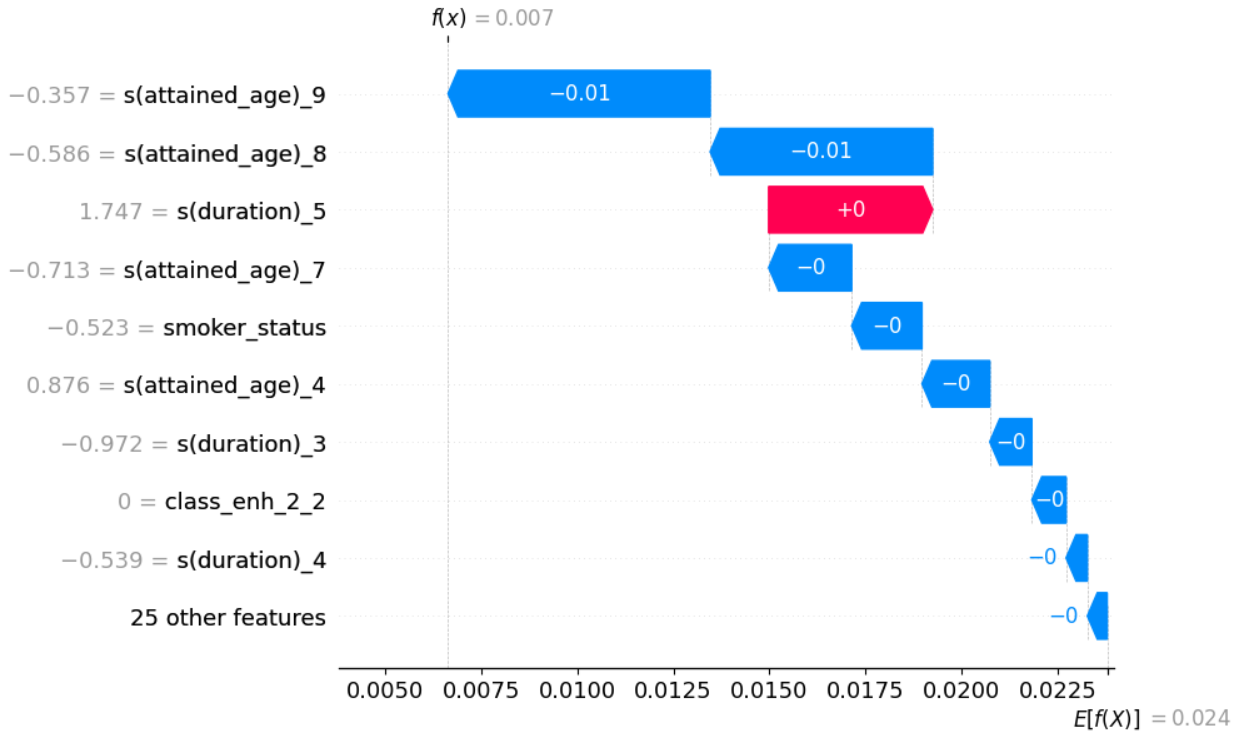 f(x) = 0.007
−0.357 = s(attained_age)_9
−0.01
−0.586 = s(attained_age)_8
−0.01
1.747 = s(duration)_5
+0
−0.713 = s(attained_age)_7
−0
−0.523 = smoker_status
−0
0.876 = s(attained_age)_4
−0
−0.972 = s(duration)_3
−0
0 = class_enh_2_2
−0
−0.539 = s(duration)_4
−0
25 other features
−0
0.0050 0.0075 0.0100 0.0125 0.0150 0.0175 0.0200 0.0225
E[f(X)] = 0.024